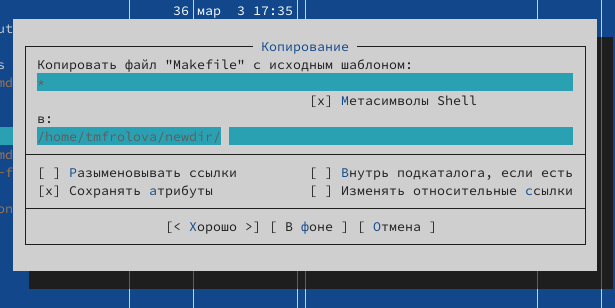 36 мар  3 17:35
Копирование
Копировать файл "Makefile" с исходным шаблоном:
*
[x] Метасимволы Shell
в:
/home/tmfrolova/newdir/
[ ] Разыменовывать ссылки [ ] Внутрь подкаталога, если есть
[x] Сохранять атрибуты [ ] Изменять относительные ссылки
[< Хорошо >] [ В фоне ] [ Отмена ]